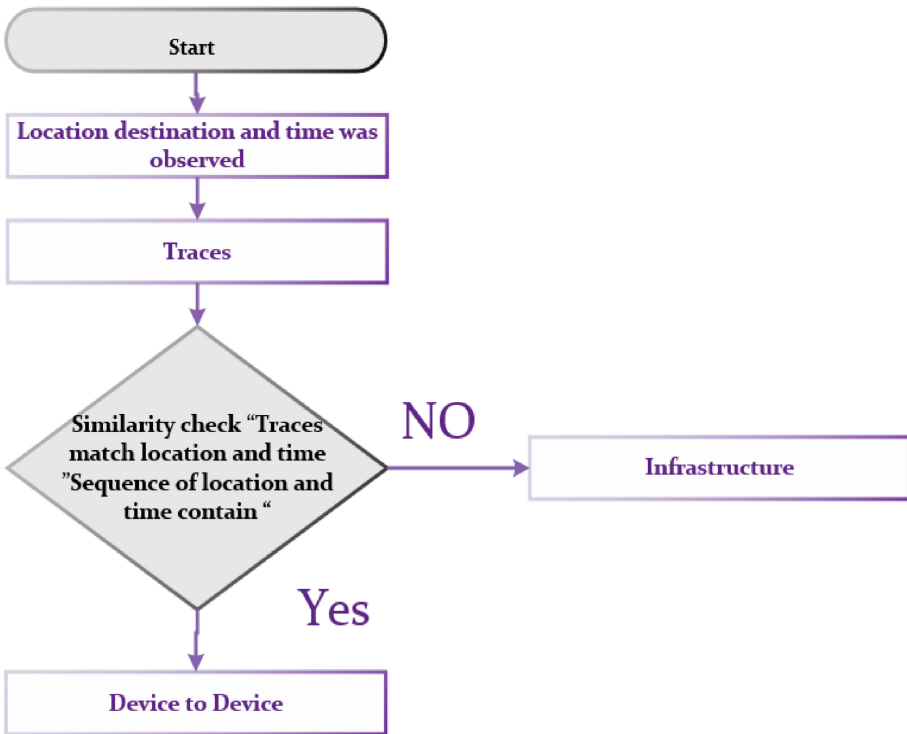 Start
Location destination and time was
observed
Traces
Similarity check “Traces
match location and time
”Sequence of location and
time contain “
NO
Infrastructure
Yes
Device to Device